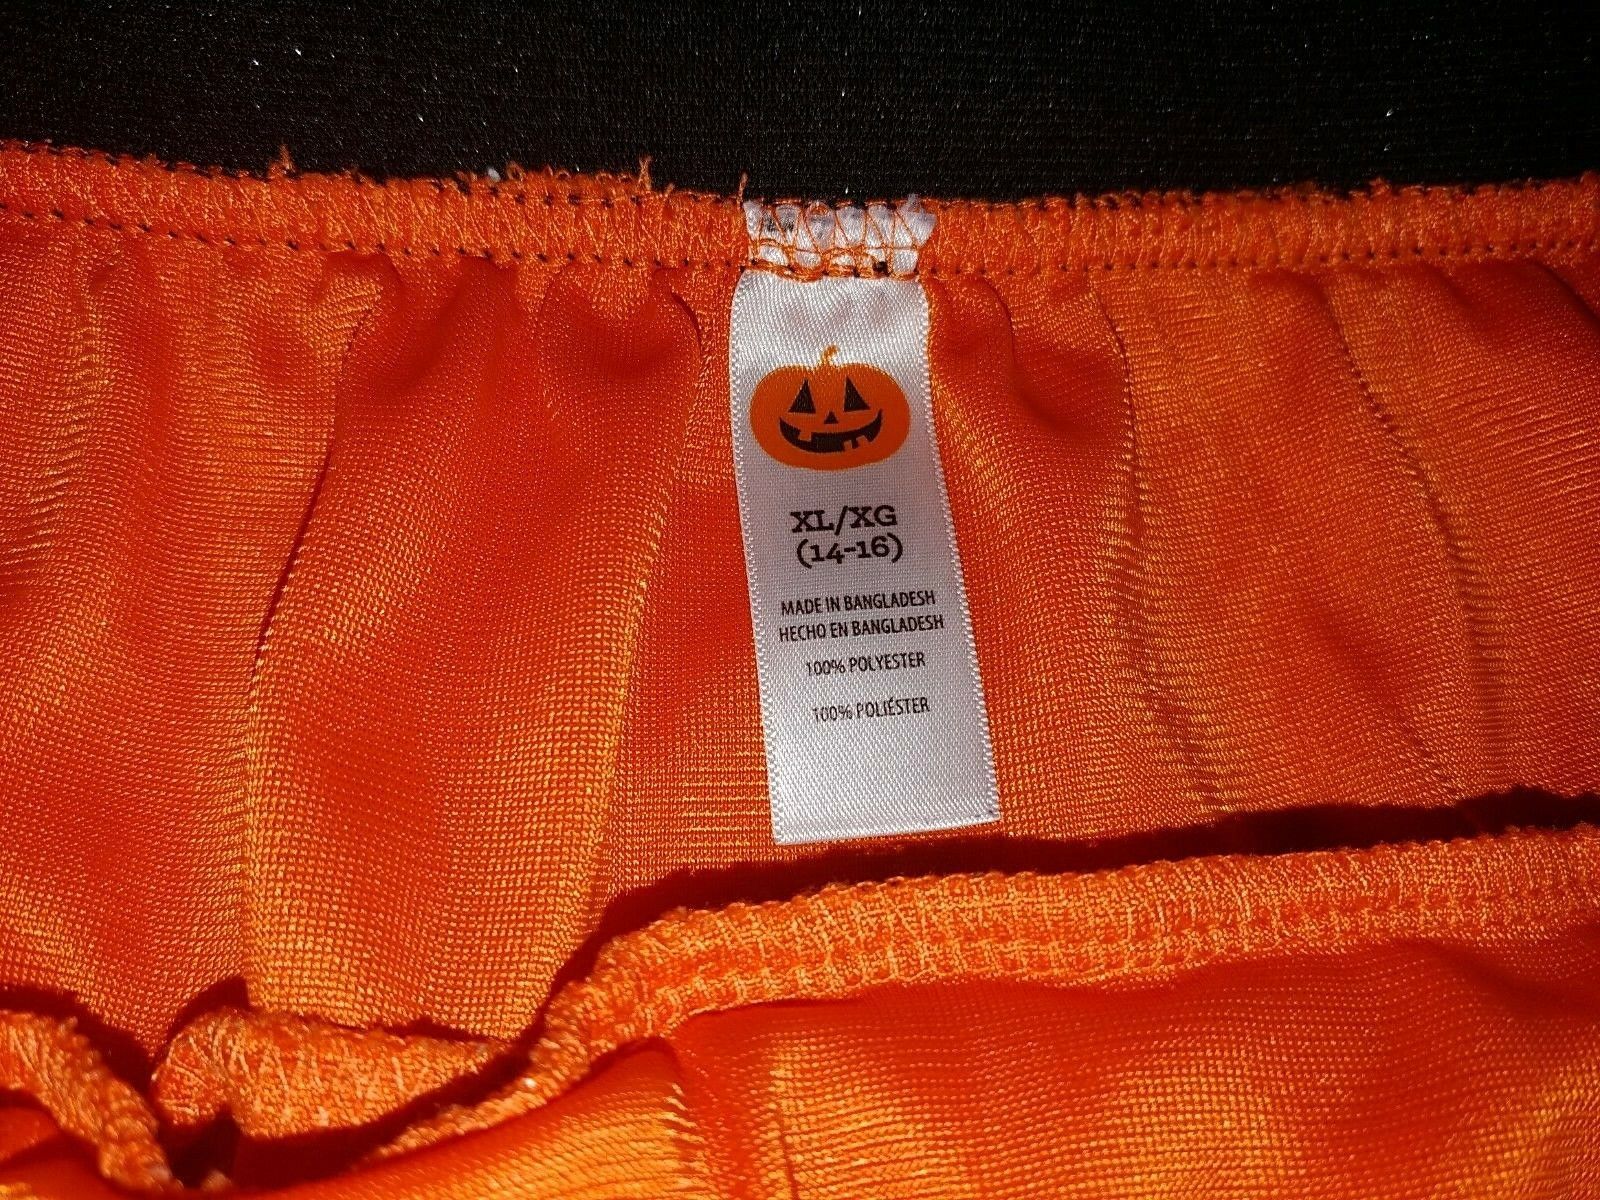 XL/XG
(14-16)
MADE IN BANGLADESH
HECHO EN BANGLADESH
100% POLYESTER
100% POLIÉSTER